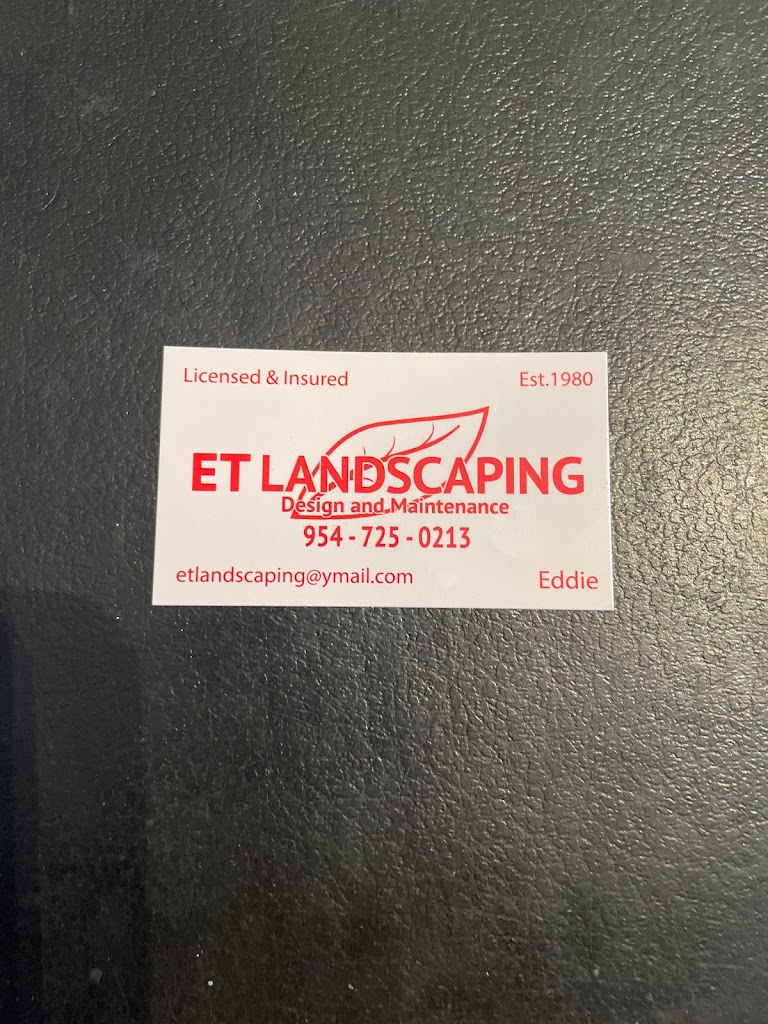 Licensed & Insured
Est.1980
ET LANDSCAPING
Design and Maintenance
954 - 725 - 0213
etlandscaping@ymail.com
Eddie